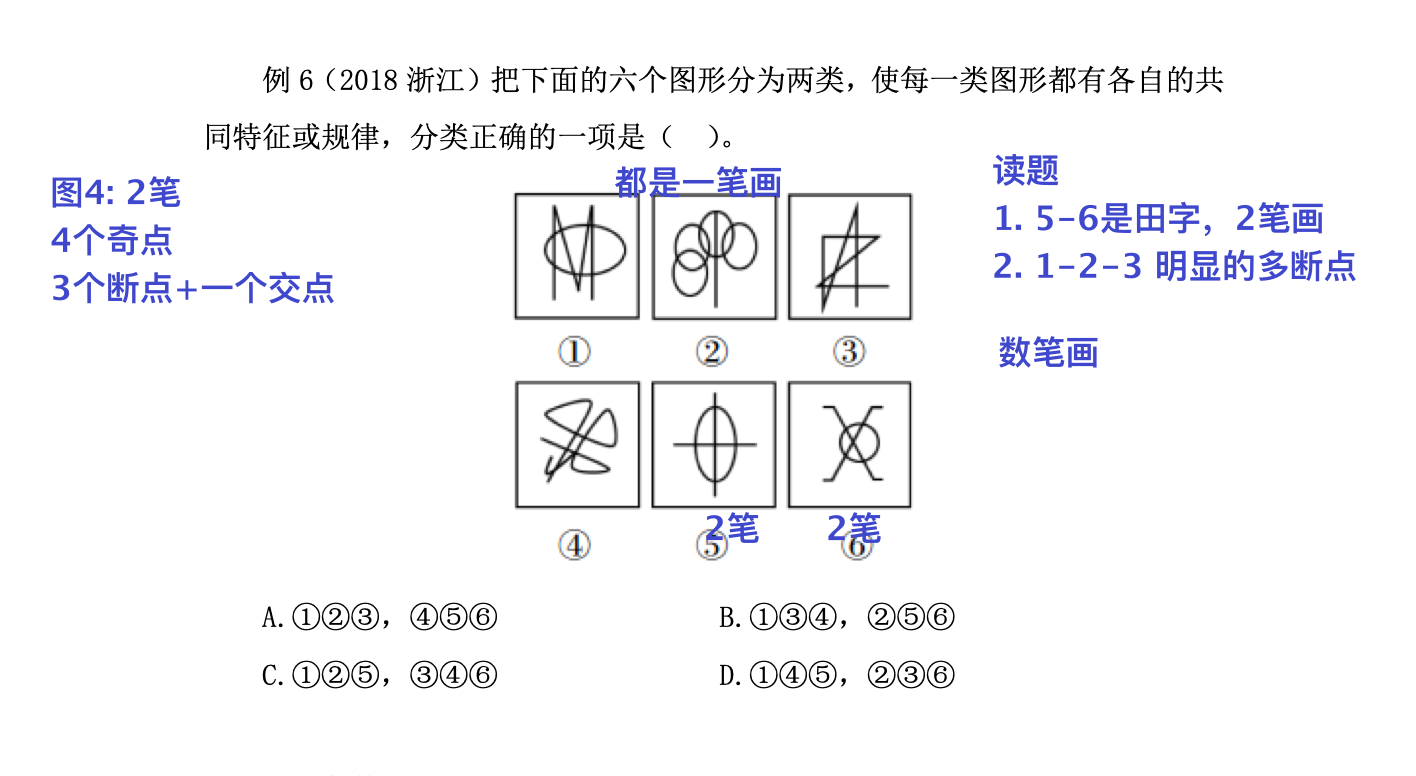 例 6（2018 浙江）把下面的六个图形分为两类，使每一类图形都有各自的共
同特征或规律，分类正确的一项是（ ）。
图4: 2笔
4个奇点
3个断点+一个交点
都是一笔画
读题
1. 5-6是田字，2笔画
2. 1-2-3 明显的多断点
数笔画
① ② ③
2笔 2笔
④ ⑤ ⑥
A.①②③，④⑤⑥ B.①③④，②⑤⑥
C.①②⑤，③④⑥ D.①④⑤，②③⑥